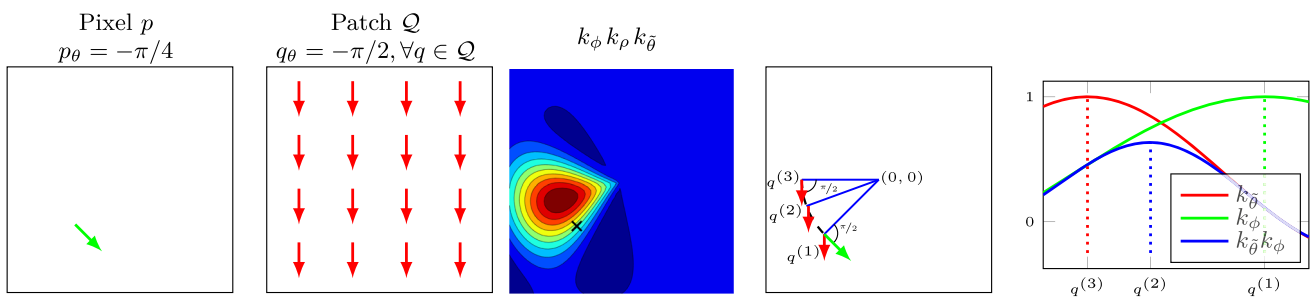 Pixel p
p_θ = −π/4
Patch 𝒬
q_θ = −π/2, ∀q ∈ 𝒬
k_ϕ k_ρ k_θ̃
q^(3)
π/2
(0, 0)
q^(2)
π/2
q^(1)
1
0
k_θ̃
k_ϕ
k_θ̃ k_ϕ
q^(3) q^(2) q^(1)